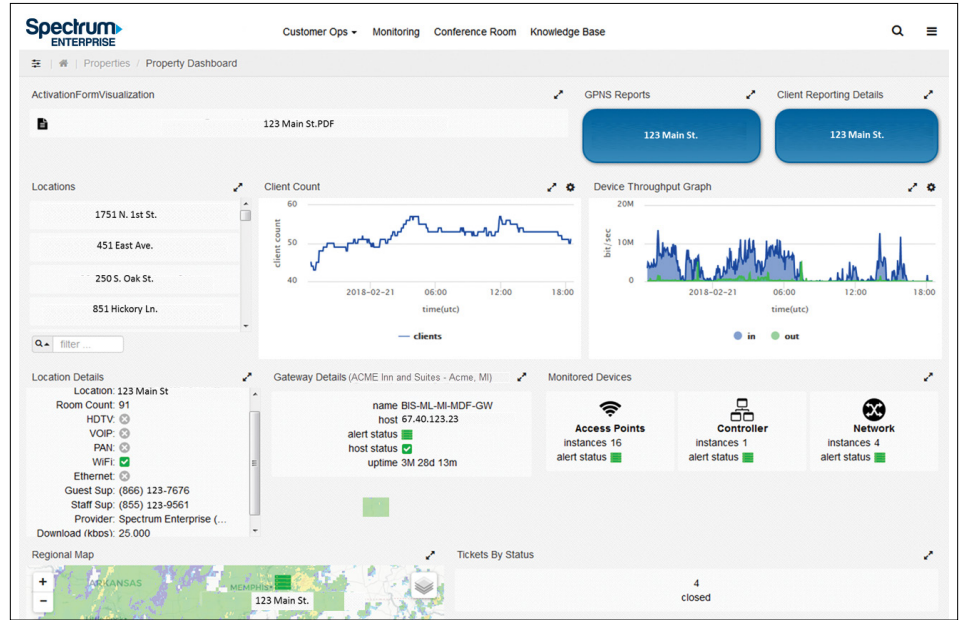 Spectrum
ENTERPRISE
Customer Ops Monitoring Conference Room Knowledge Base
Properties / Property Dashboard
ActivationFormVisualization
123 Main St.PDF
GPNS Reports
123 Main St.
Client Reporting Details
123 Main St.
Locations
1751 N. 1st St.
451 East Ave.
250 S. Oak St.
851 Hickory Ln.
filter ...
Client Count
60
50
40
client count
2018-02-21 06:00 12:00 18:00
time(utc)
clients
Device Throughput Graph
20M
10M
0
bit/sec
2018-02-21 06:00 12:00 18:00
time(utc)
in out
Location Details
Location: 123 Main St
Room Count: 91
HDTV:
VOIP:
PAN:
WiFi:
Ethernet:
Guest Sup: (866) 123-7676
Staff Sup: (855) 123-9561
Provider: Spectrum Enterprise (...
Download (kbps): 25.000
Gateway Details (ACME Inn and Suites - Acme, MI)
name BIS-ML-MI-MDF-GW
host 67.40.123.23
alert status
host status
uptime 3M 28d 13m
Monitored Devices
Access Points
instances 16
alert status
Controller
instances 1
alert status
Network
instances 4
alert status
Regional Map
+
−
ARKANSAS
MEMPHIS
123 Main St.
Tickets By Status
4
closed